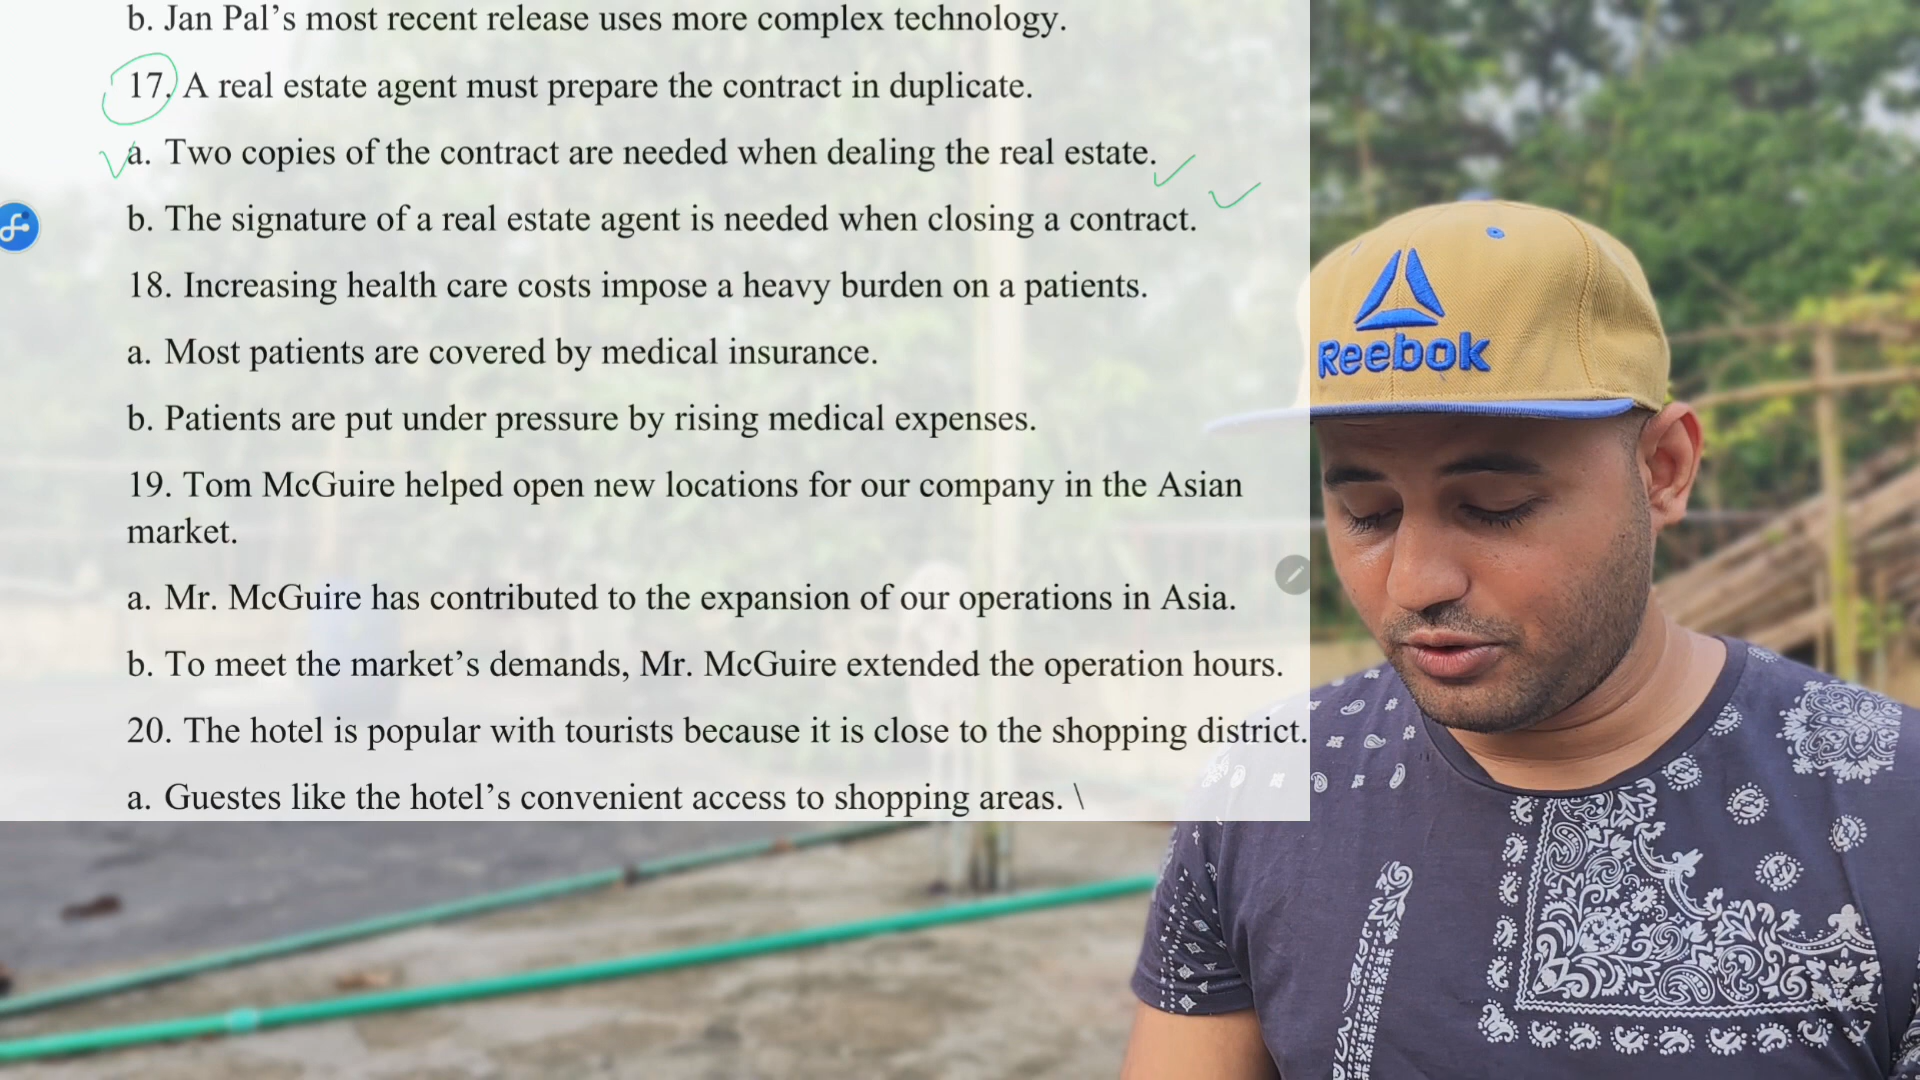 b. Jan Pal’s most recent release uses more complex technology.
17. A real estate agent must prepare the contract in duplicate.
a. Two copies of the contract are needed when dealing the real estate.
b. The signature of a real estate agent is needed when closing a contract.
18. Increasing health care costs impose a heavy burden on a patients.
a. Most patients are covered by medical insurance.
b. Patients are put under pressure by rising medical expenses.
19. Tom McGuire helped open new locations for our company in the Asian
market.
a. Mr. McGuire has contributed to the expansion of our operations in Asia.
b. To meet the market’s demands, Mr. McGuire extended the operation hours.
20. The hotel is popular with tourists because it is close to the shopping district.
a. Guestes like the hotel’s convenient access to shopping areas. \
Reebok